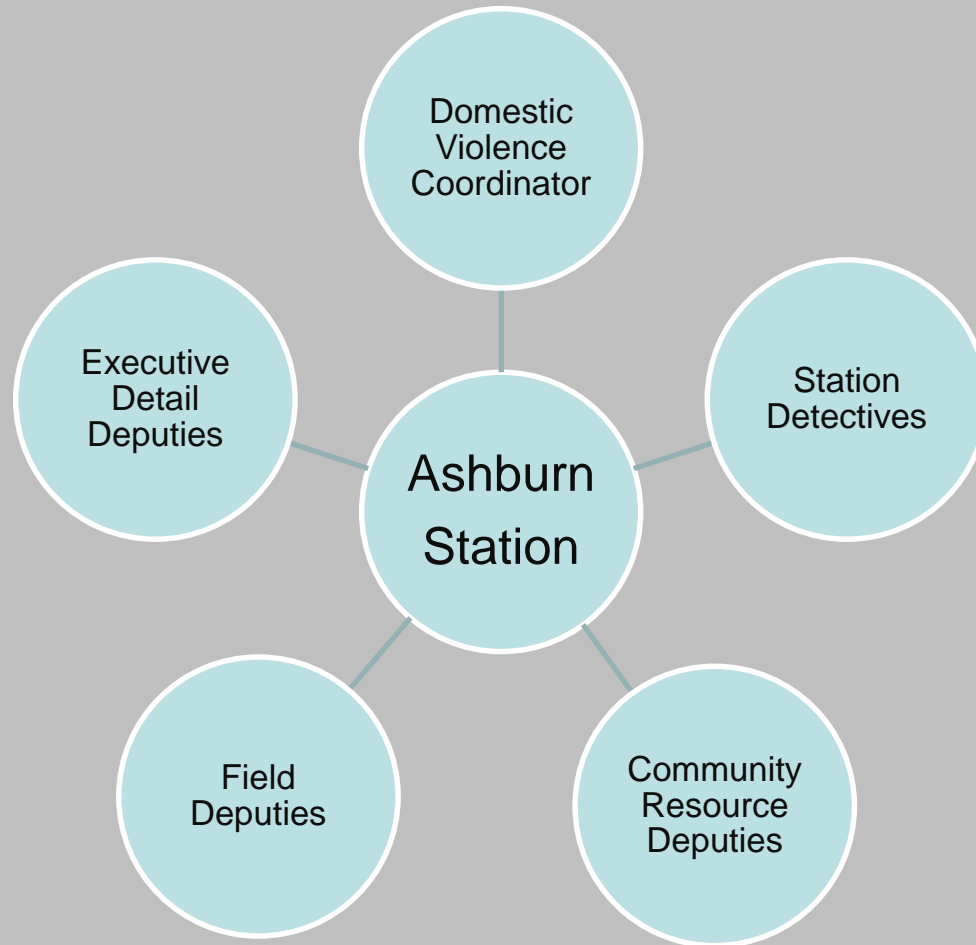 Domestic
Violence
Coordinator
Executive
Detail
Deputies
Station
Detectives
Ashburn
Station
Field
Deputies
Community
Resource
Deputies